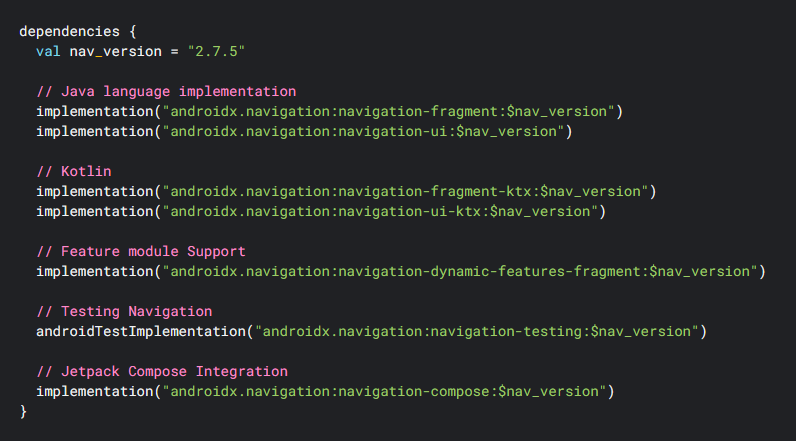 dependencies {
val nav_version = "2.7.5"
// Java language implementation
implementation("androidx.navigation:navigation-fragment:$nav_version")
implementation("androidx.navigation:navigation-ui:$nav_version")
// Kotlin
implementation("androidx.navigation:navigation-fragment-ktx:$nav_version")
implementation("androidx.navigation:navigation-ui-ktx:$nav_version")
// Feature module Support
implementation("androidx.navigation:navigation-dynamic-features-fragment:$nav_version")
// Testing Navigation
androidTestImplementation("androidx.navigation:navigation-testing:$nav_version")
// Jetpack Compose Integration
implementation("androidx.navigation:navigation-compose:$nav_version")
}